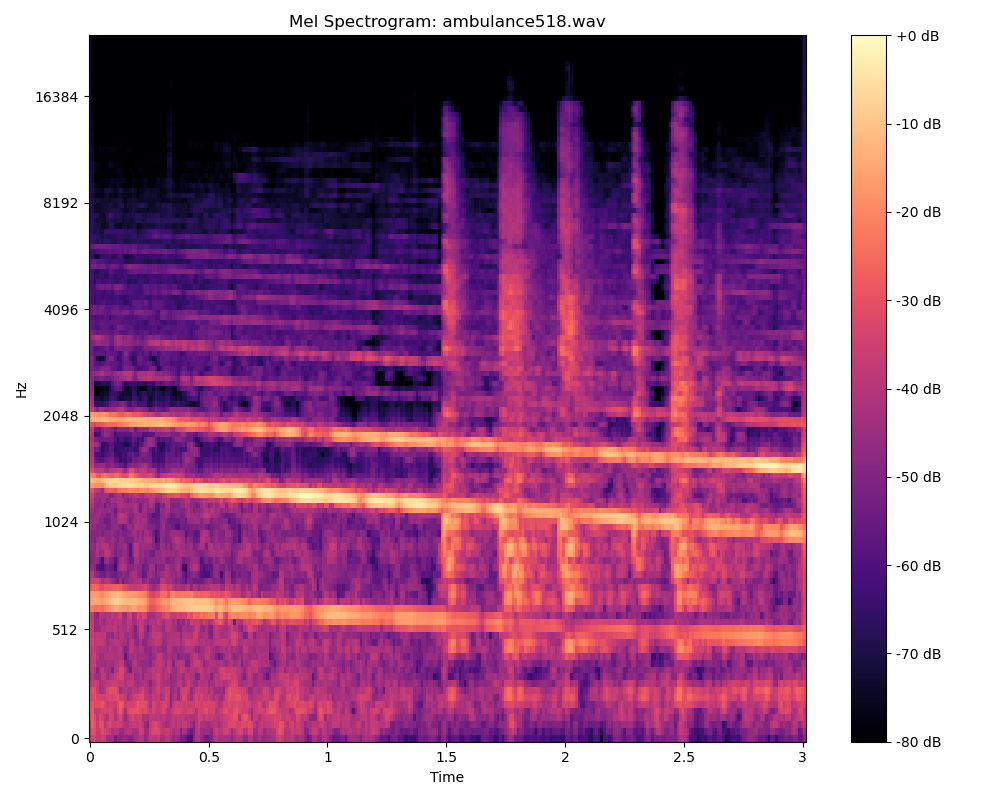 Mel Spectrogram: ambulance518.wav
+0 dB
16384
-10 dB
-20 dB
8192
-30 dB
4096
Hz
-40 dB
2048
-50 dB
1024
-60 dB
512
-70 dB
0
-80 dB
0 0.5 1 1.5 2 2.5 3
Time